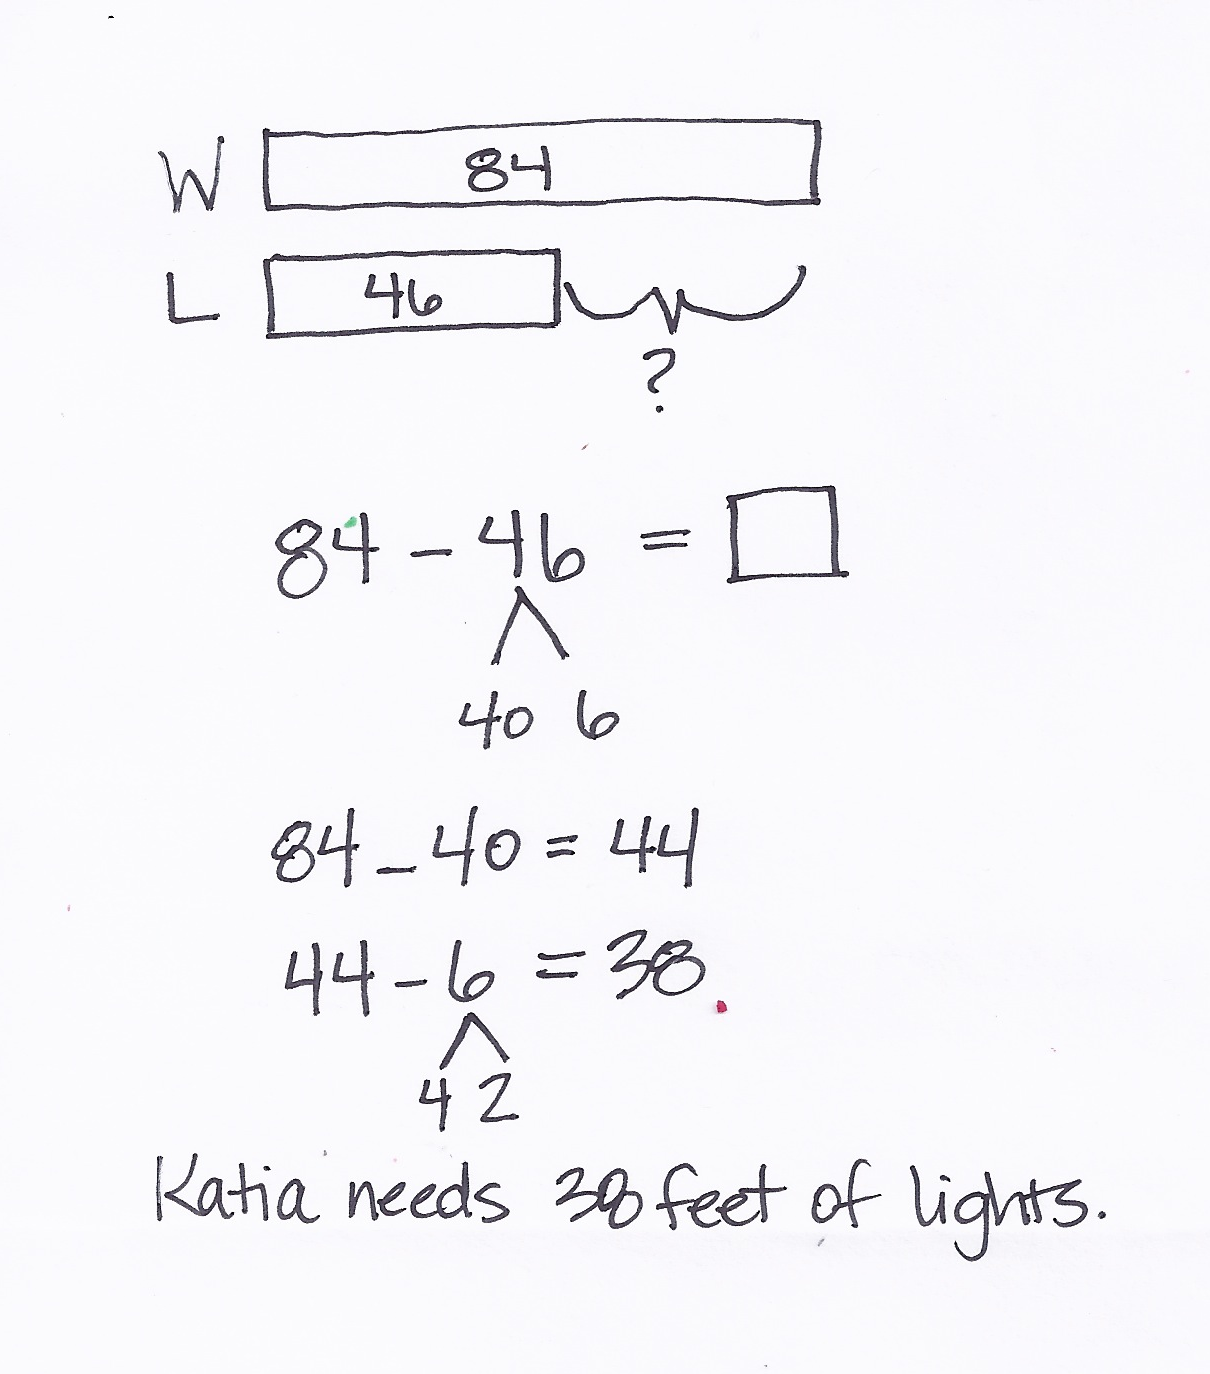 W 84
L 46
?
84 - 46 = □
40 6
84 - 40 = 44
44 - 6 = 38
4 2
Katia needs 38 feet of lights.